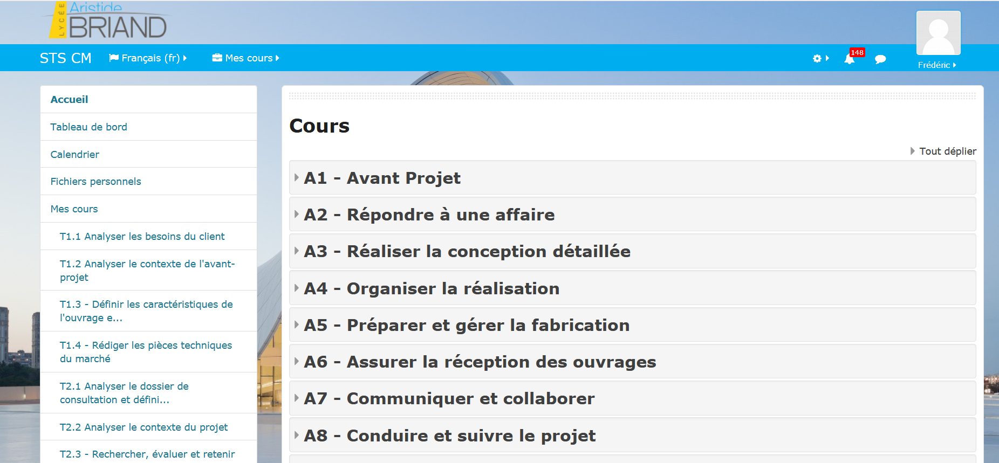 LYCÉE
Aristide
BRIAND
STS CM
Français (fr)
Mes cours
148
Frédéric
Accueil
Tableau de bord
Calendrier
Fichiers personnels
Mes cours
T1.1 Analyser les besoins du client
T1.2 Analyser le contexte de l'avant-
projet
T1.3 - Définir les caractéristiques de
l'ouvrage e...
T1.4 - Rédiger les pièces techniques
du marché
T2.1 Analyser le dossier de
consultation et défini...
T2.2 Analyser le contexte du projet
T2.3 - Rechercher, évaluer et retenir
Cours
Tout déplier
A1 - Avant Projet
A2 - Répondre à une affaire
A3 - Réaliser la conception détaillée
A4 - Organiser la réalisation
A5 - Préparer et gérer la fabrication
A6 - Assurer la réception des ouvrages
A7 - Communiquer et collaborer
A8 - Conduire et suivre le projet